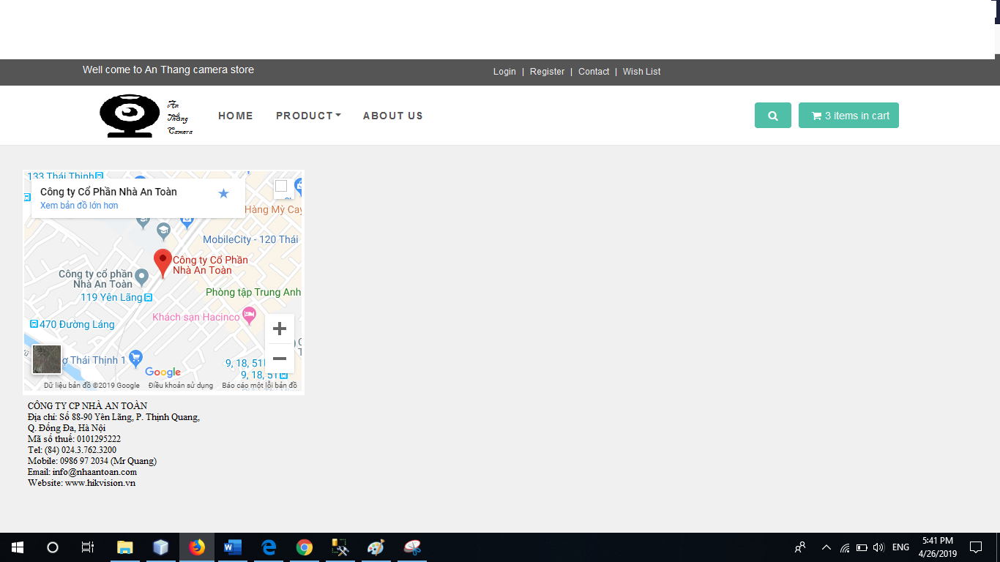 Well come to An Thang camera store
Login | Register | Contact | Wish List
An
Thắng
Camera
HOME
PRODUCT
ABOUT US
3 items in cart
133 Thái Thịnh
Công ty Cổ Phần Nhà An Toàn
Xem bản đồ lớn hơn
Hàng Mỳ Cay
MobileCity - 120 Thái
Công ty Cổ Phần
Nhà An Toàn
Công ty cổ phần
Nhà An Toàn
119 Yên Lãng
Phòng tập Trung Anh
Khách sạn Hacinco
470 Đường Láng
ợ Thái Thịnh 1
9, 18, 51
9, 18, 51
Google
Dữ liệu bản đồ ©2019 Google
Điều khoản sử dụng
Báo cáo một lỗi bản đồ
CÔNG TY CP NHÀ AN TOÀN
Địa chỉ: Số 88-90 Yên Lãng, P. Thịnh Quang,
Q. Đống Đa, Hà Nội
Mã số thuế: 0101295222
Tel: (84) 024.3.762.3200
Mobile: 0986 97 2034 (Mr Quang)
Email: info@nhaantoan.com
Website: www.hikvision.vn
ENG
5:41 PM
4/26/2019